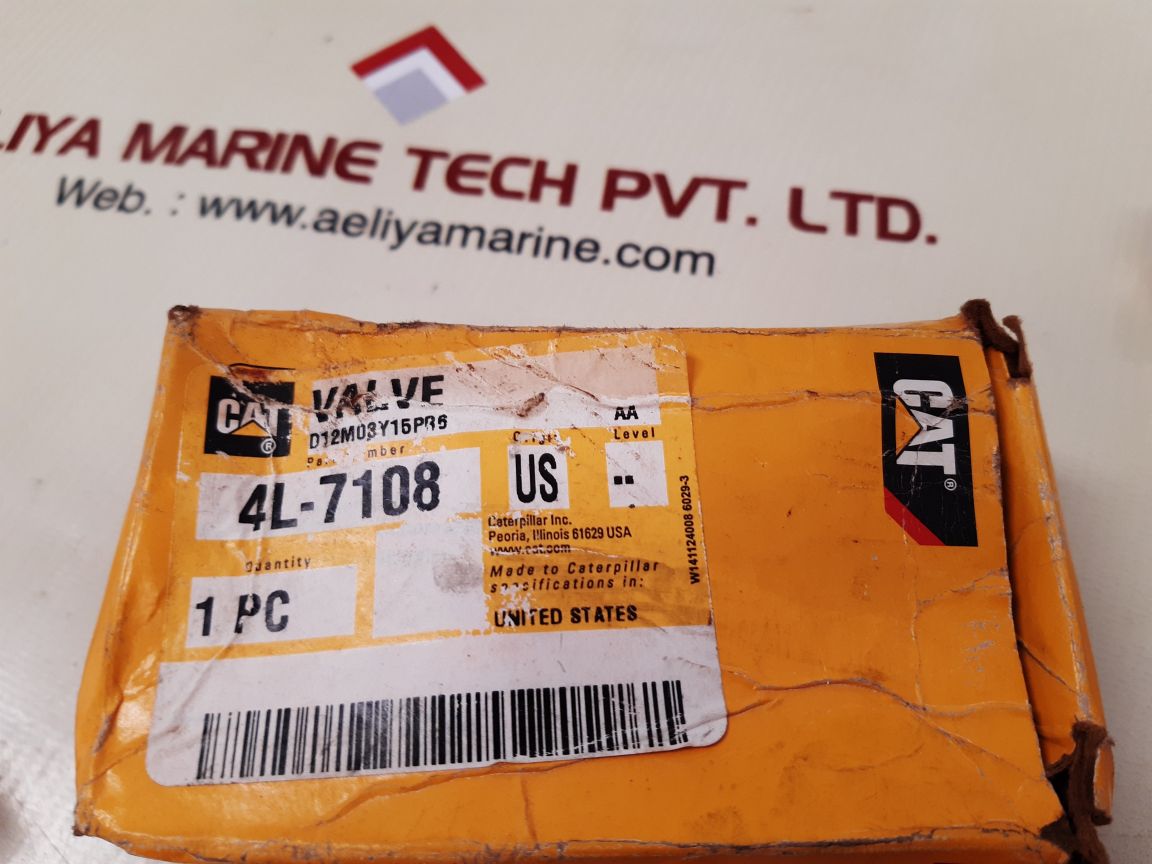 LIYA MARINE TECH PVT. LTD.
Web. : www.aeliyamarine.com
CAT
®
VALVE
D12M03Y15PR6
AA
Level
mber
4L-7108
US
--
Caterpillar Inc.
Peoria, Illinois 61629 USA
www.cat.com
Quantity
1 PC
Made to Caterpillar
specifications in:
UNITED STATES
W141124008 6029-3
CAT
®